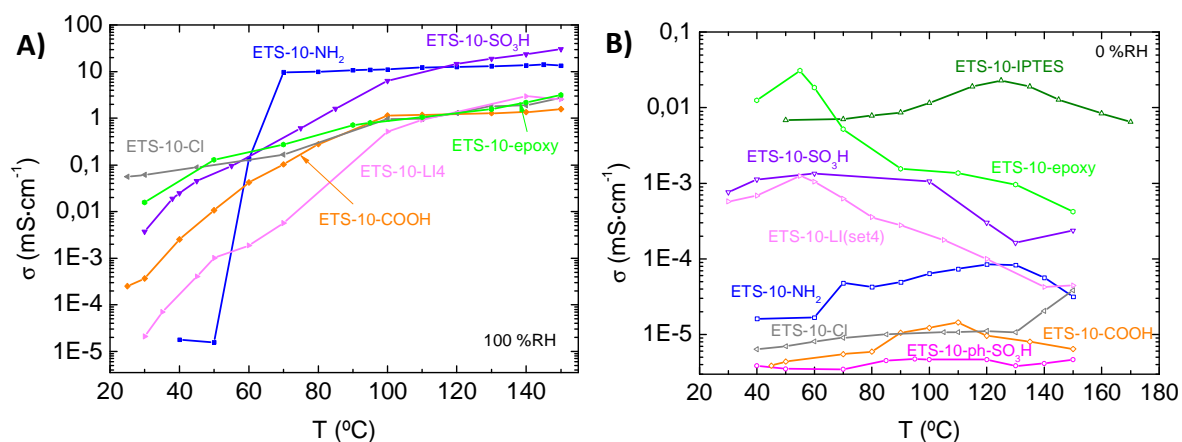 A)
σ (mS·cm⁻¹)
100
10
1
0,1
0,01
1E-3
1E-4
1E-5
ETS-10-NH₂
ETS-10-SO₃H
ETS-10-Cl
ETS-10-epoxy
ETS-10-LI4
ETS-10-COOH
100 %RH
20 40 60 80 100 120 140
T (ºC)
B)
σ (mS·cm⁻¹)
0,1
0,01
1E-3
1E-4
1E-5
0 %RH
ETS-10-IPTES
ETS-10-SO₃H
ETS-10-epoxy
ETS-10-LI(set4)
ETS-10-NH₂
ETS-10-Cl
ETS-10-COOH
ETS-10-ph-SO₃H
20 40 60 80 100 120 140 160 180
T (ºC)